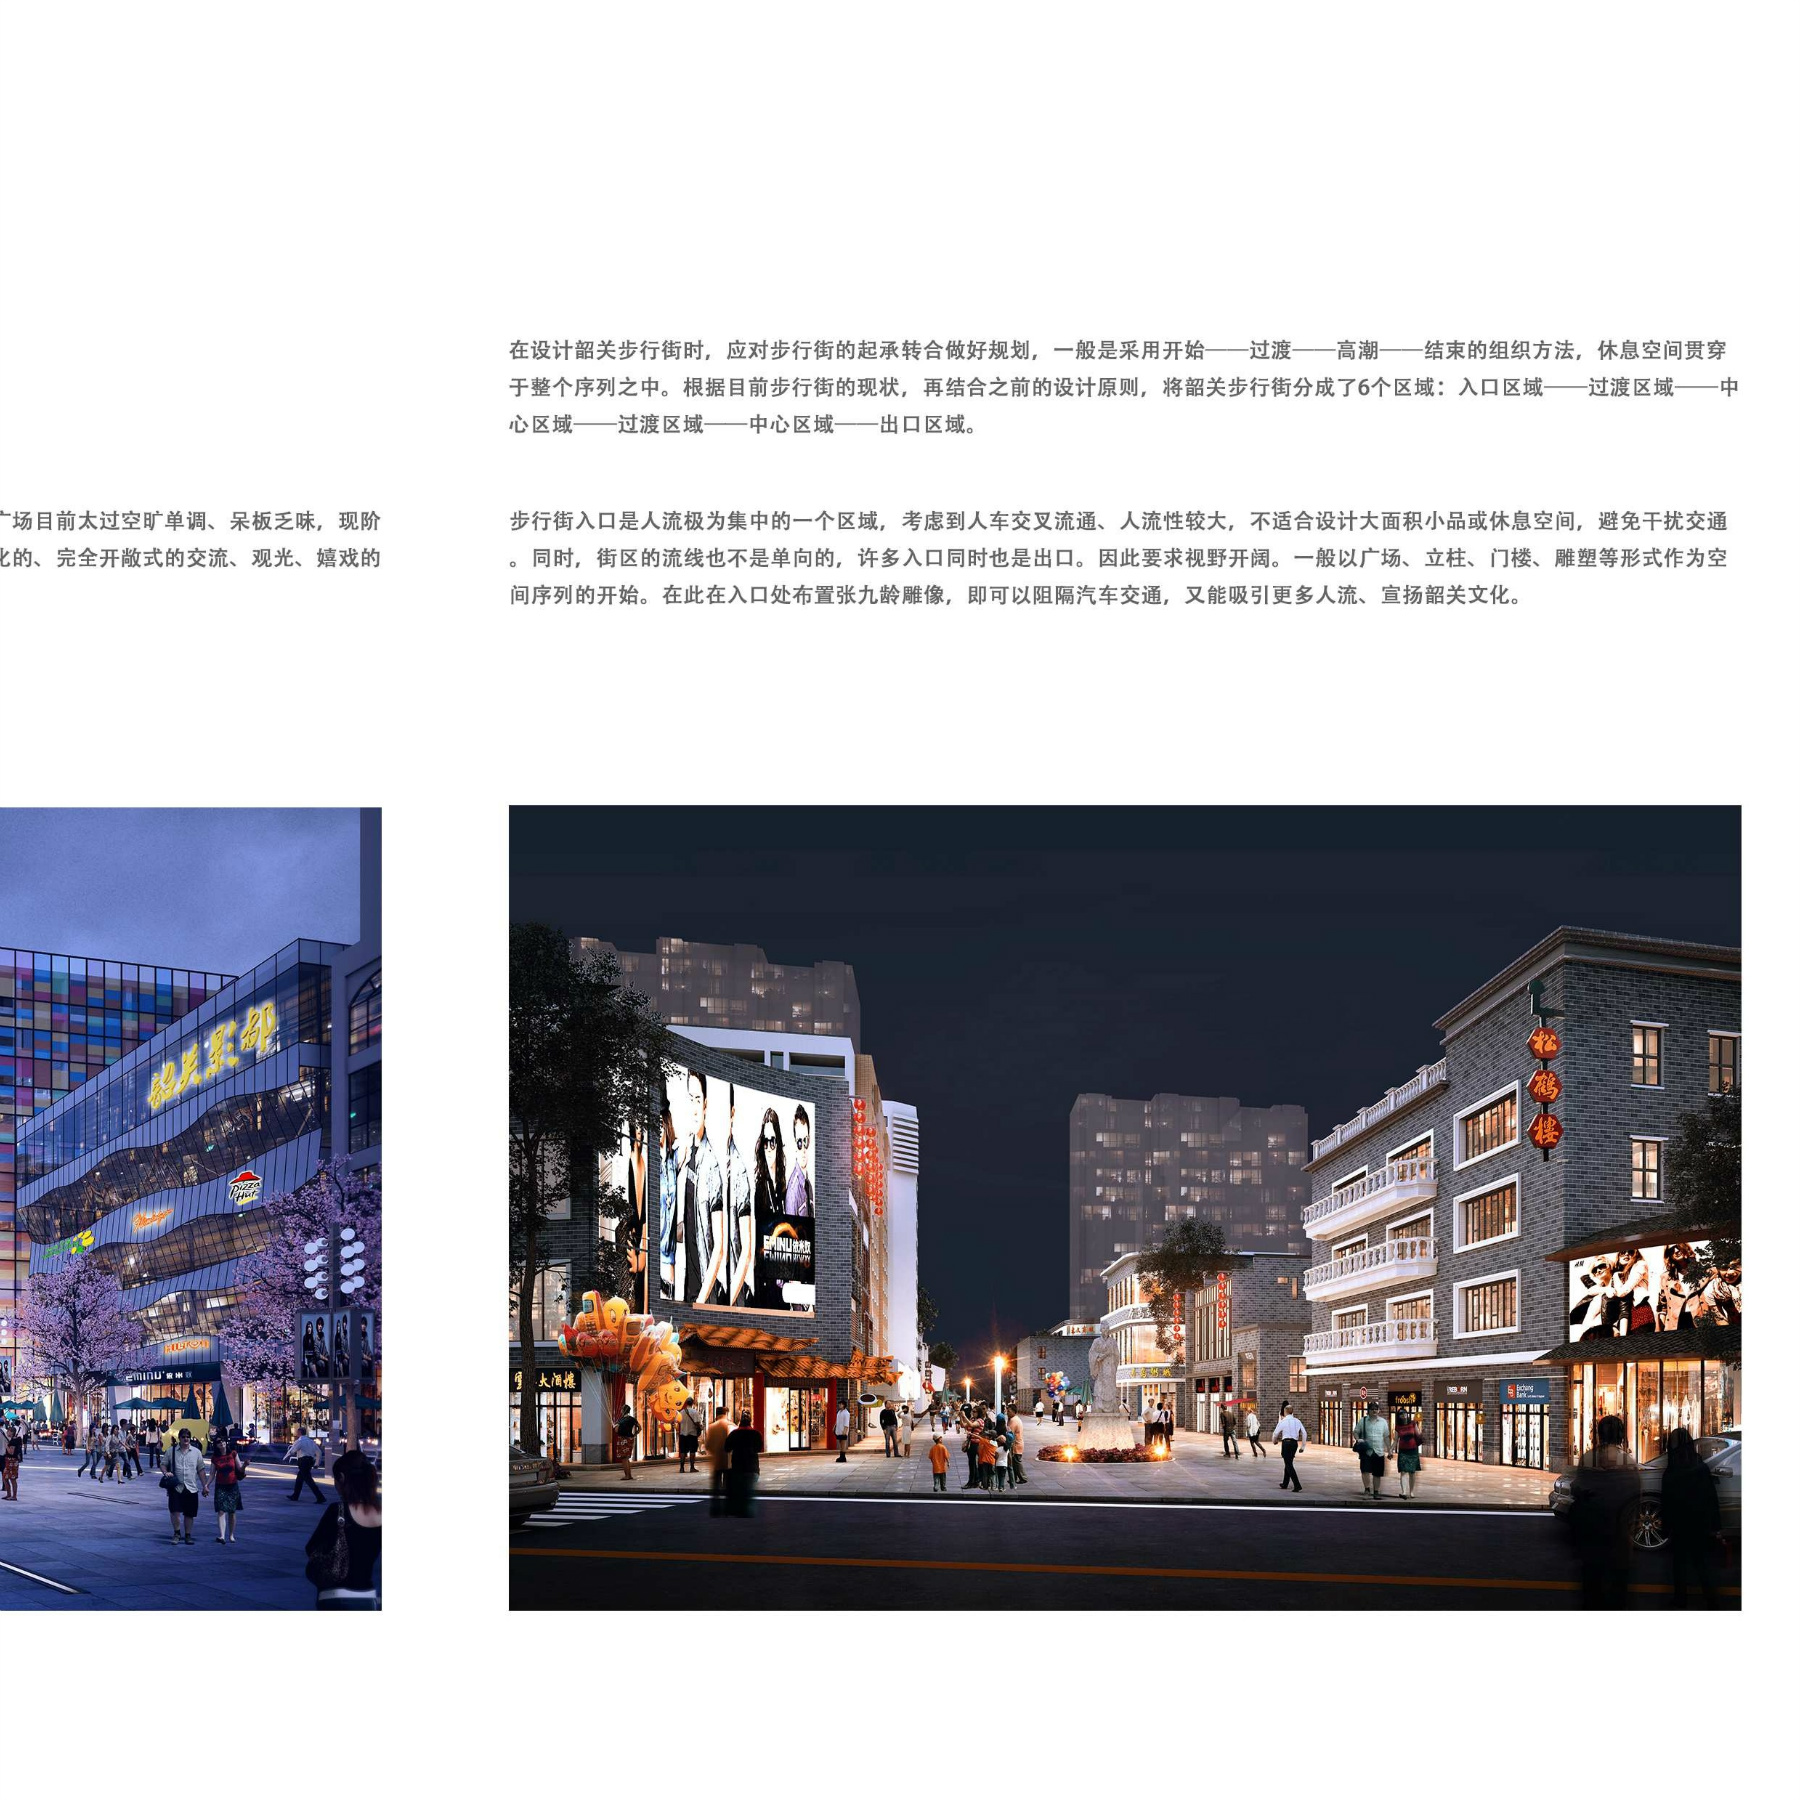 在设计韶关步行街时，应对步行街的起承转合做好规划，一般是采用开始——过渡——高潮——结束的组织方法，休息空间贯穿
于整个序列之中。根据目前步行街的现状，再结合之前的设计原则，将韶关步行街分成了6个区域：入口区域——过渡区域——中
心区域——过渡区域——中心区域——出口区域。
广场目前太过空旷单调、呆板乏味，现阶
化的、完全开敞式的交流、观光、嬉戏的
步行街入口是人流极为集中的一个区域，考虑到人车交叉流通、人流性较大，不适合设计大面积小品或休息空间，避免干扰交通
。同时，街区的流线也不是单向的，许多入口同时也是出口。因此要求视野开阔。一般以广场、立柱、门楼、雕塑等形式作为空
间序列的开始。在此在入口处布置张九龄雕像，即可以阻隔汽车交通，又能吸引更多人流、宣扬韶关文化。
韶关影都
Pizza
Hut
松
鹤
樓